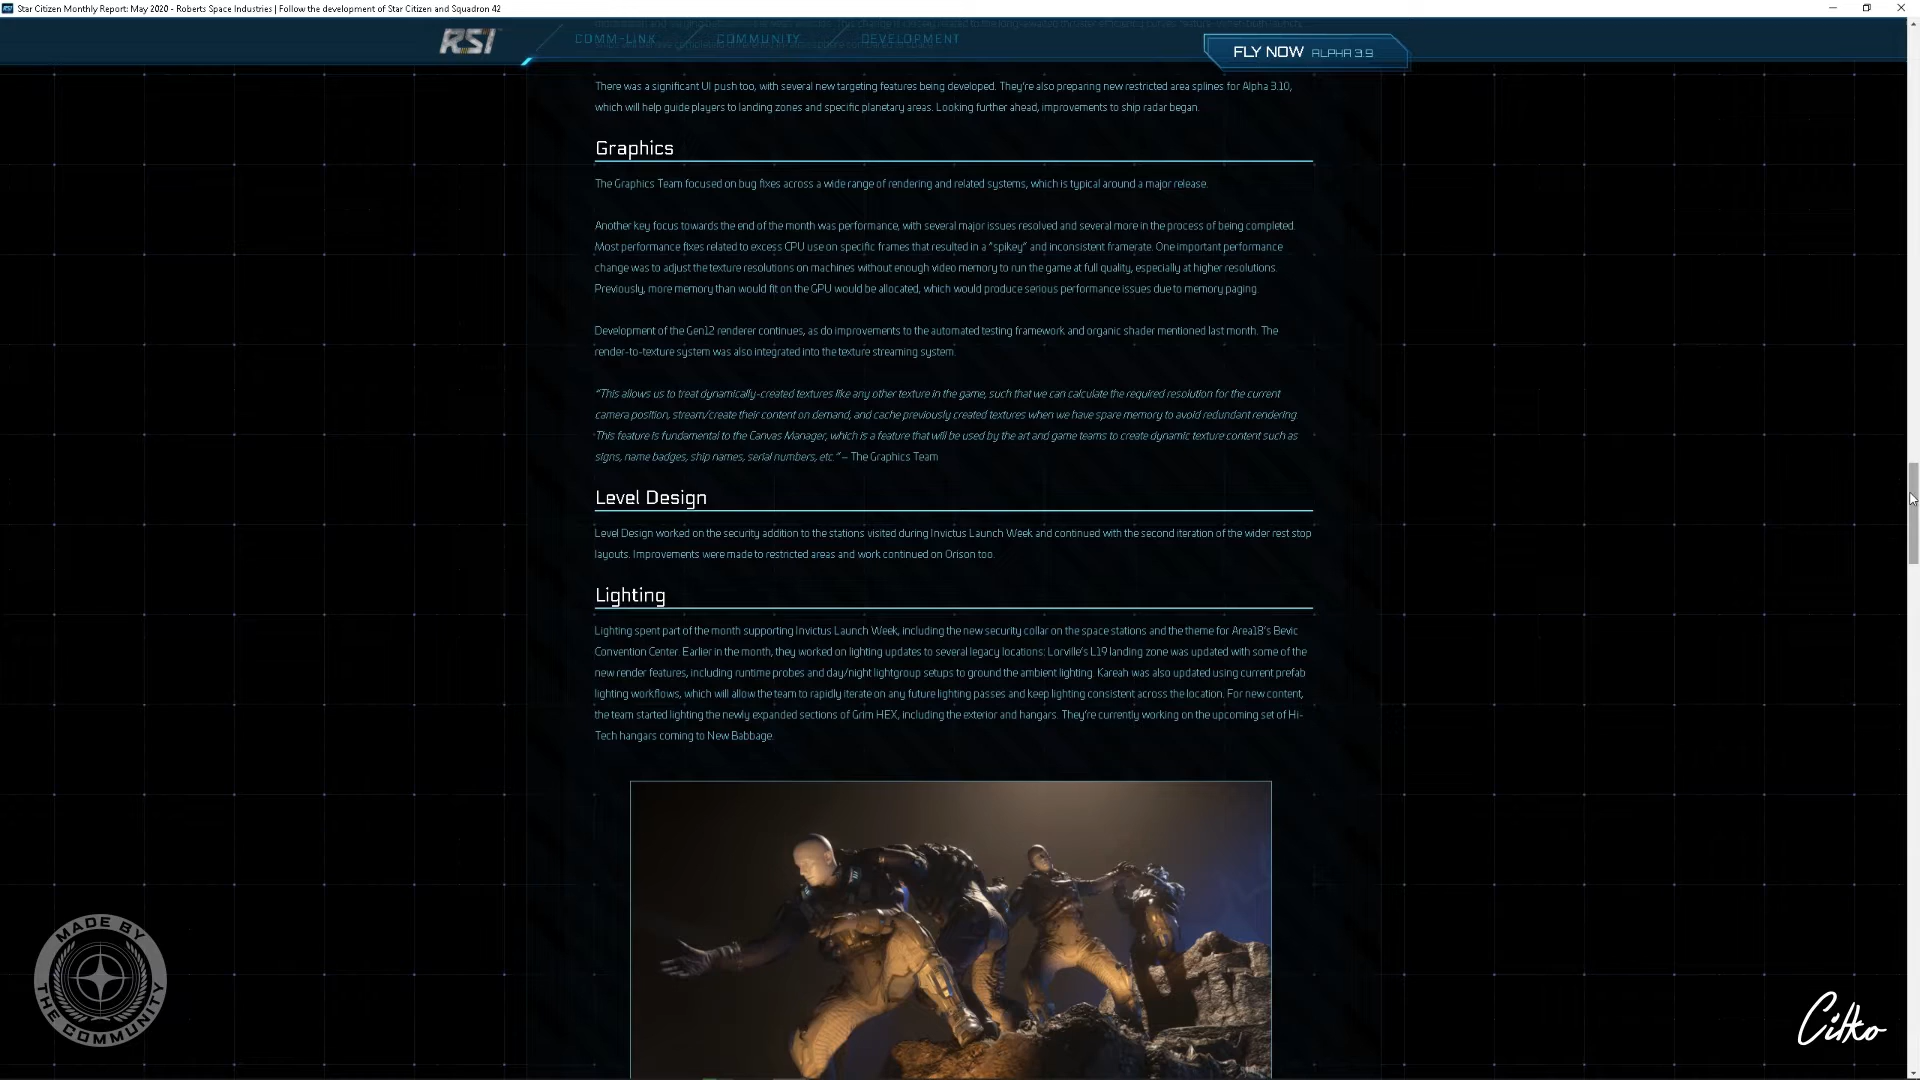 Star Citizen Monthly Report: May 2020 - Roberts Space Industries | Follow the development of Star Citizen and Squadron 42
RSI
COMM-LINK
COMMUNITY
DEVELOPMENT
FLY NOW ALPHA 3.9
There was a significant UI push too, with several new targeting features being developed. They're also preparing new restricted area splines for Alpha 3.10,
which will help guide players to landing zones and specific planetary areas. Looking further ahead, improvements to ship radar began.
Graphics
The Graphics Team focused on bug fixes across a wide range of rendering and related systems, which is typical around a major release.
Another key focus towards the end of the month was performance, with several major issues resolved and several more in the process of being completed.
Most performance fixes related to excess CPU use on specific frames that resulted in a "spikey" and inconsistent framerate. One important performance
change was to adjust the texture resolutions on machines without enough video memory to run the game at full quality, especially at higher resolutions.
Previously, more memory than would fit on the GPU would be allocated, which would produce serious performance issues due to memory paging.
Development of the Gen12 renderer continues, as do improvements to the automated testing framework and organic shader mentioned last month. The
render-to-texture system was also integrated into the texture streaming system.
"This allows us to treat dynamically-created textures like any other texture in the game, such that we can calculate the required resolution for the current
camera position, stream/create their content on demand, and cache previously created textures when we have spare memory to avoid redundant rendering.
This feature is fundamental to the Canvas Manager, which is a feature that will be used by the art and game teams to create dynamic texture content such as
signs, name badges, ship names, serial numbers, etc." – The Graphics Team
Level Design
Level Design worked on the security addition to the stations visited during Invictus Launch Week and continued with the second iteration of the wider rest stop
layouts. Improvements were made to restricted areas and work continued on Orison too.
Lighting
Lighting spent part of the month supporting Invictus Launch Week, including the new security collar on the space stations and the theme for Area18's Bevic
Convention Center. Earlier in the month, they worked on lighting updates to several legacy locations: Lorville's L19 landing zone was updated with some of the
new render features, including runtime probes and day/night lightgroup setups to ground the ambient lighting. Kareah was also updated using current prefab
lighting workflows, which will allow the team to rapidly iterate on any future lighting passes and keep lighting consistent across the location. For new content,
the team started lighting the newly expanded sections of Grim HEX, including the exterior and hangars. They're currently working on the upcoming set of Hi-
Tech hangars coming to New Babbage.
MADE BY
THE COMMUNITY